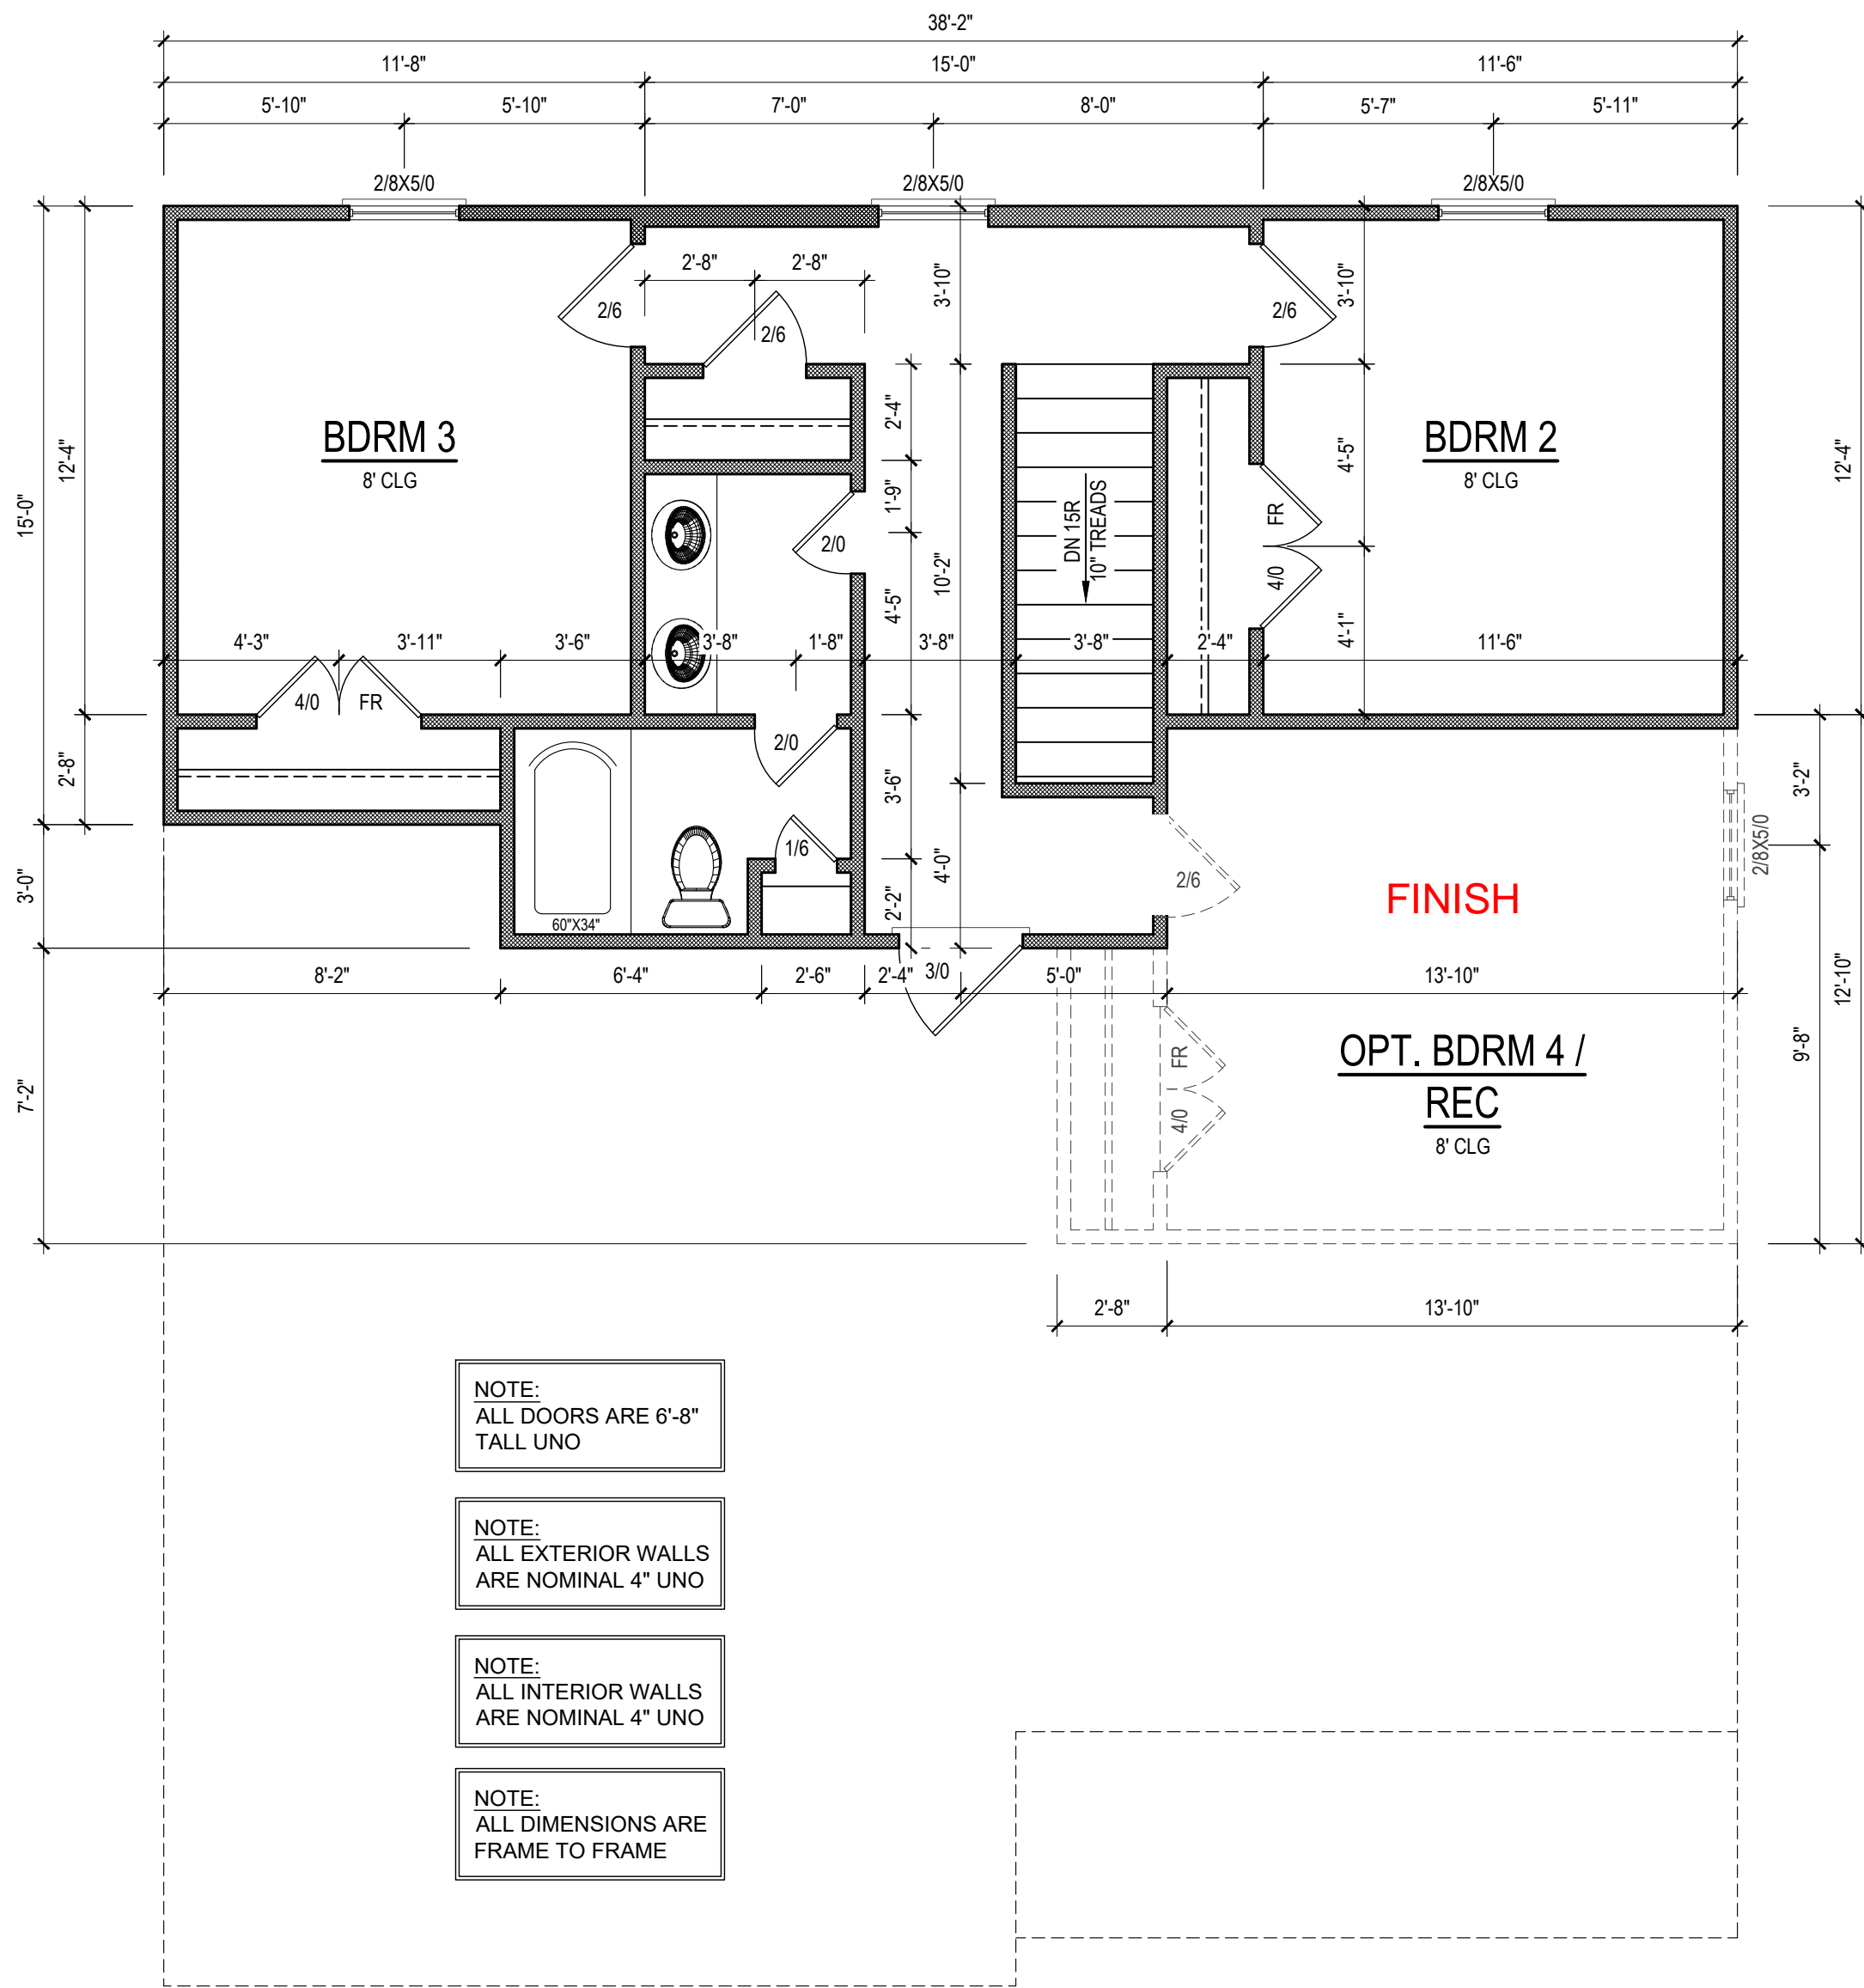 38'-2"
11'-8" 15'-0" 11'-6"
5'-10" 5'-10" 7'-0" 8'-0" 5'-7" 5'-11"
2/8X5/0 2/8X5/0 2/8X5/0
2'-8" 2'-8"
3'-10"
3'-10"
2/6
2/6
2/6
BDRM 3
8' CLG
BDRM 2
8' CLG
15'-0"
12'-4"
2'-4"
1'-9"
4'-5"
10'-2"
DN 15R
10" TREADS
4'-5"
FR
4/0
4'-1"
12'-4"
2/0
4'-3" 3'-11" 3'-6" 3'-8" 1'-8" 3'-8" 3'-8" 2'-4" 11'-6"
4/0 FR
2/0
2'-8"
3'-0"
3'-6"
2'-2"
4'-0"
1/6
2/6
60"X34"
FINISH
3'-2"
2/8X5/0
8'-2" 6'-4" 2'-6" 2'-4" 3/0 5'-0" 13'-10"
7'-2"
FR
4/0
OPT. BDRM 4 /
REC
8' CLG
9'-8"
12'-10"
2'-8" 13'-10"
NOTE:
ALL DOORS ARE 6'-8"
TALL UNO
NOTE:
ALL EXTERIOR WALLS
ARE NOMINAL 4" UNO
NOTE:
ALL INTERIOR WALLS
ARE NOMINAL 4" UNO
NOTE:
ALL DIMENSIONS ARE
FRAME TO FRAME